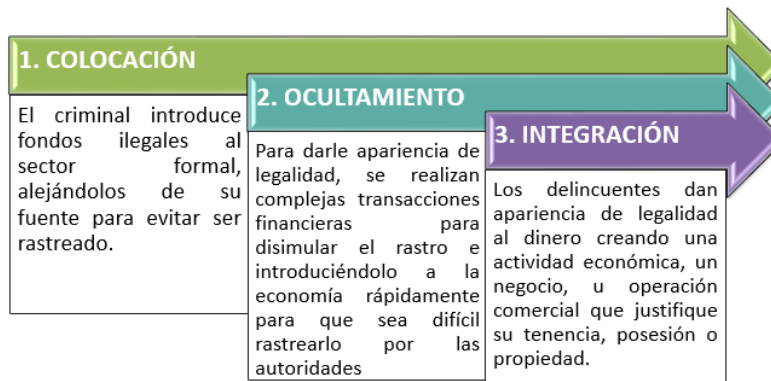 1. COLOCACIÓN
El criminal introduce
fondos ilegales al
sector formal,
alejándolos de su
fuente para evitar ser
rastreado.
2. OCULTAMIENTO
Para darle apariencia de
legalidad, se realizan
complejas transacciones
financieras para
disimular el rastro e
introduciéndolo a la
economía rápidamente
para que sea difícil
rastrearlo por las
autoridades
3. INTEGRACIÓN
Los delincuentes dan
apariencia de legalidad
al dinero creando una
actividad económica, un
negocio, u operación
comercial que justifique
su tenencia, posesión o
propiedad.